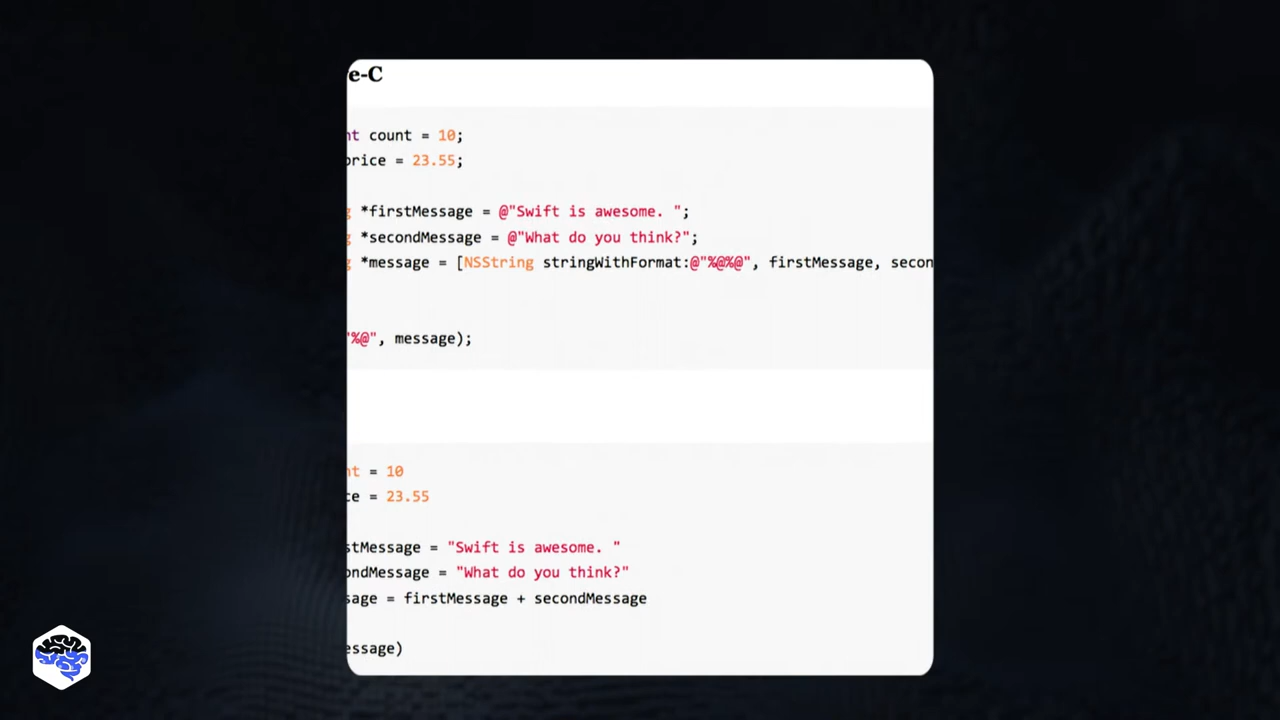 e-C
nt count = 10;
price = 23.55;
*firstMessage = @"Swift is awesome. ";
*secondMessage = @"What do you think?";
*message = [NSString stringWithFormat:@"%@%@", firstMessage, secon
"%@", message);
nt = 10
ce = 23.55
stMessage = "Swift is awesome. "
ondMessage = "What do you think?"
sage = firstMessage + secondMessage
essage)